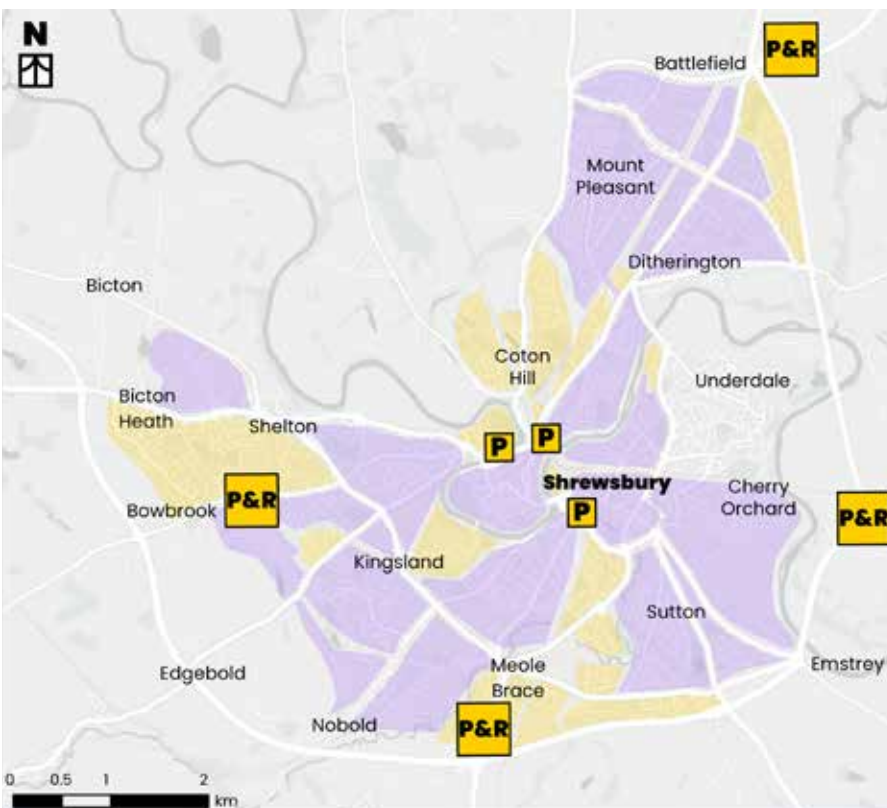 N
P&R
Battlefield
Mount
Pleasant
Ditherington
Bicton
Coton
Hill
Underdale
Bicton
Heath
Shelton
P
P
Shrewsbury
Cherry
Orchard
P&R
Bowbrook
P
P&R
Kingsland
Sutton
Meole
Brace
Emstrey
Edgebold
Nobold
P&R
0 0.5 1 2
km